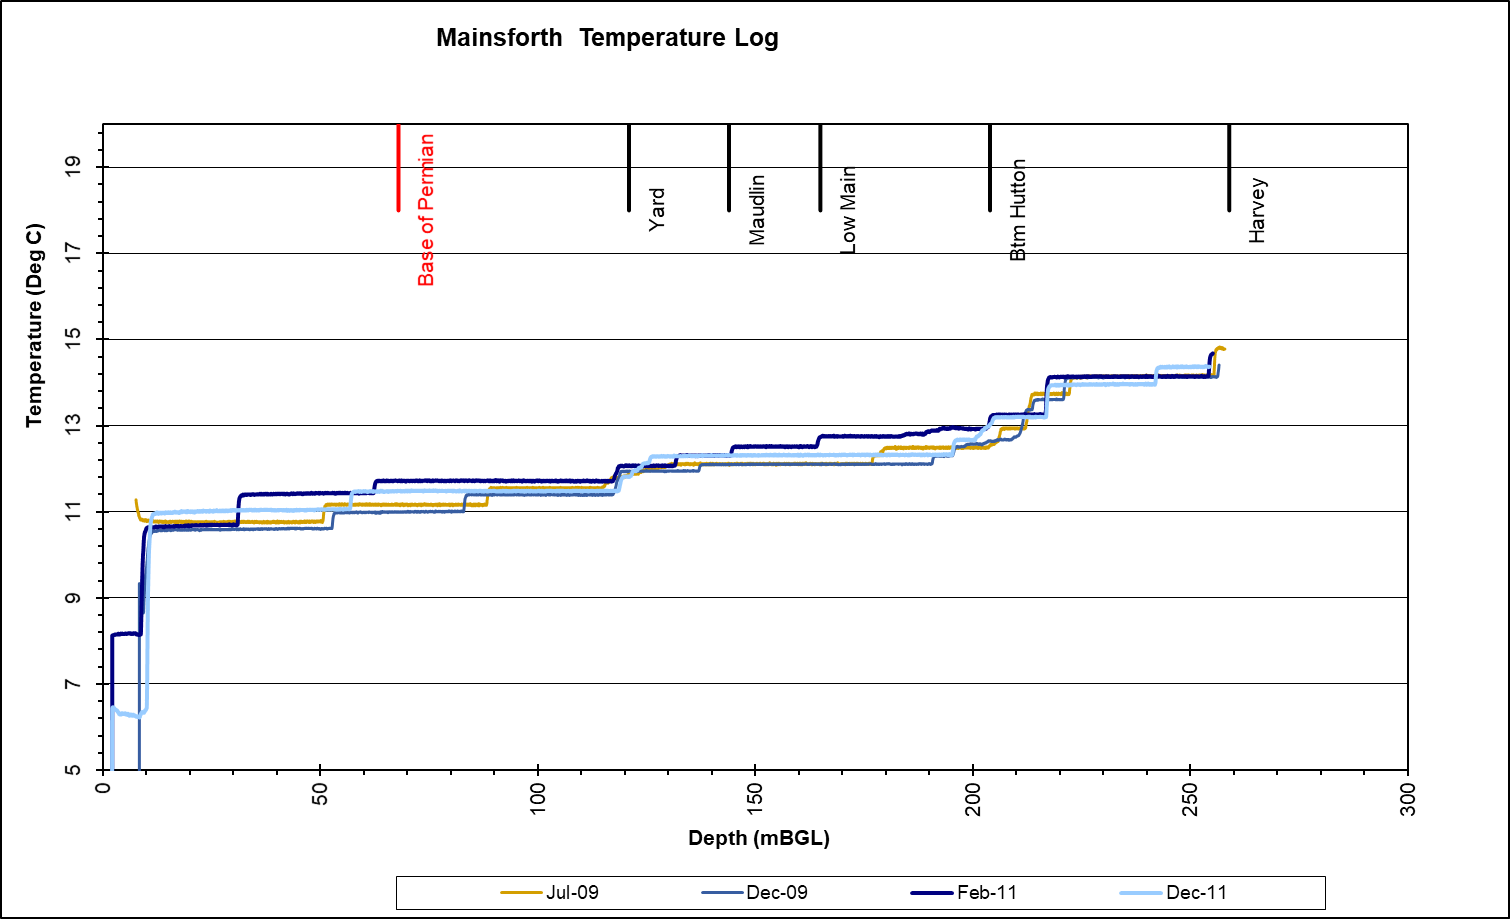 Mainsforth Temperature Log
Temperature (Deg C)
19
17
15
13
11
9
7
5
Base of Permian
Yard
Maudlin
Low Main
Btm Hutton
Harvey
0
50
100
150
200
250
300
Depth (mBGL)
Jul-09
Dec-09
Feb-11
Dec-11